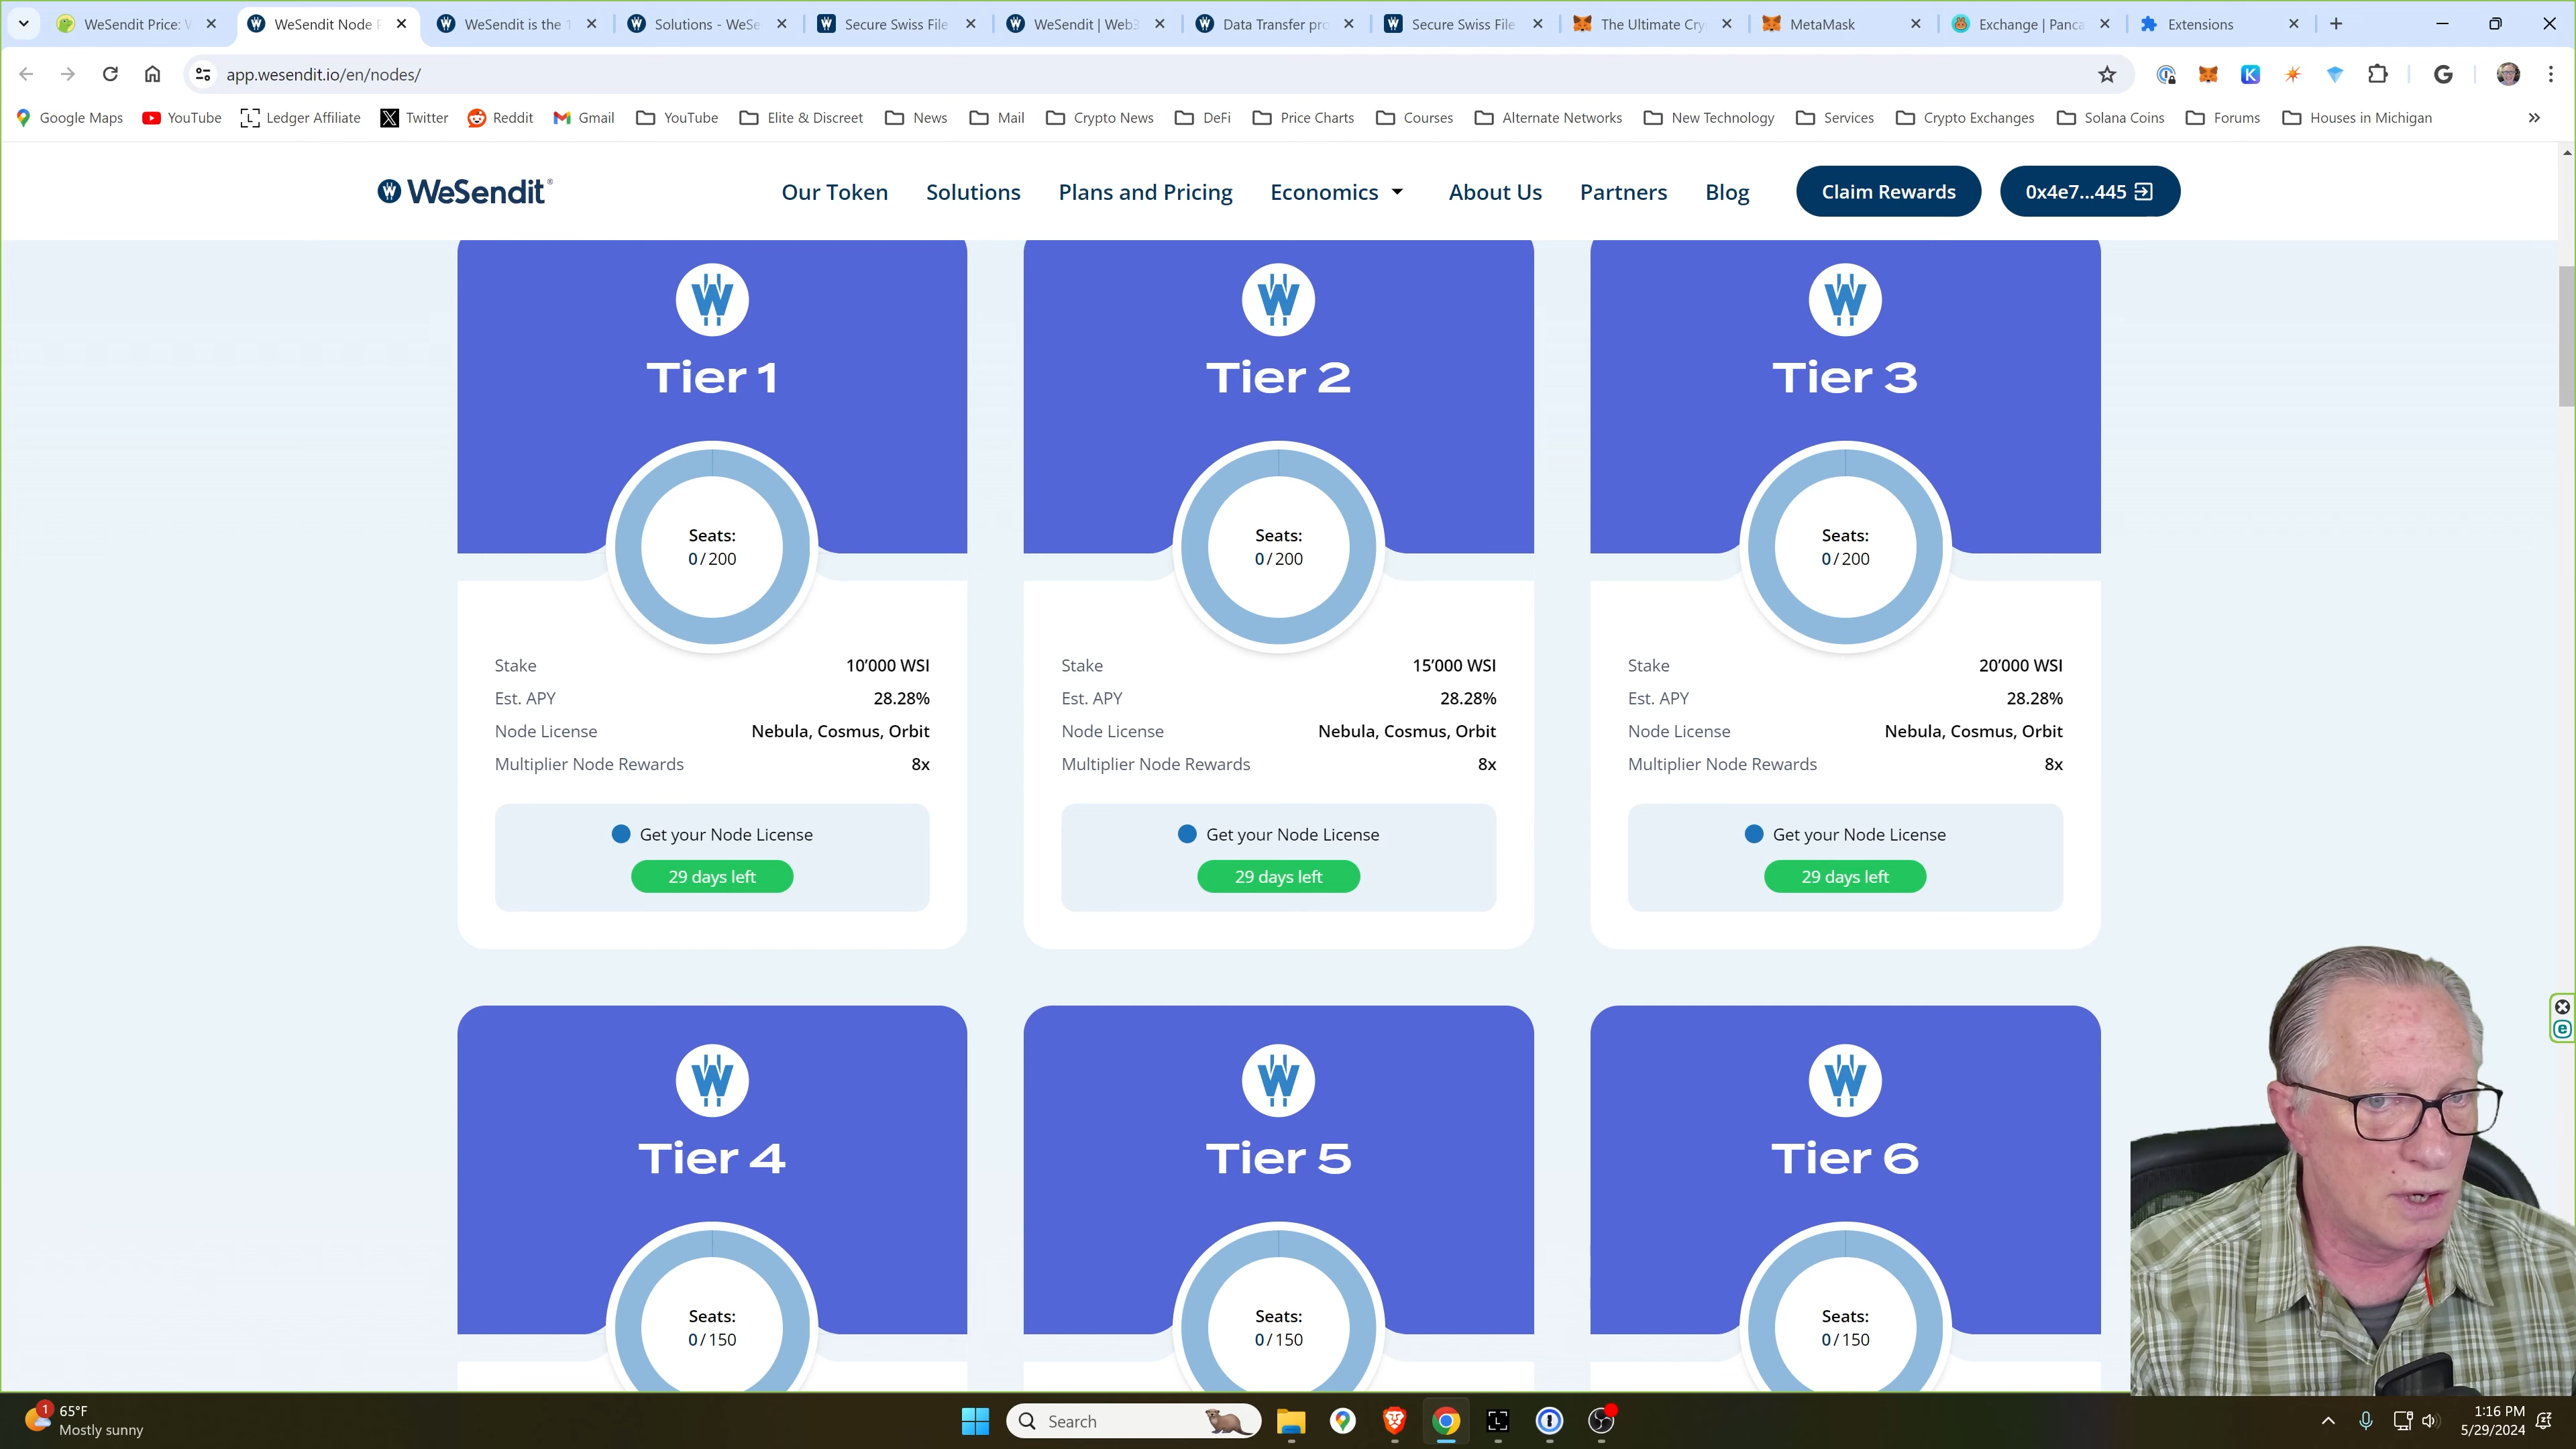 WeSendit Price: W
WeSendit Node P
WeSendit is the 1
Solutions - WeSe
Secure Swiss File
WeSendit | Web3
Data Transfer pro
Secure Swiss File
The Ultimate Cry
MetaMask
Exchange | Panca
Extensions
app.wesendit.io/en/nodes/
Google Maps YouTube Ledger Affiliate Twitter Reddit Gmail YouTube Elite & Discreet News Mail Crypto News DeFi Price Charts Courses Alternate Networks New Technology Services Crypto Exchanges Solana Coins Forums Houses in Michigan
WeSendit® Our Token Solutions Plans and Pricing Economics About Us Partners Blog Claim Rewards 0x4e7...445
Tier 1
Seats:
0/200
Stake 10’000 WSI
Est. APY 28.28%
Node License Nebula, Cosmus, Orbit
Multiplier Node Rewards 8x
Get your Node License
29 days left
Tier 2
Seats:
0/200
Stake 15’000 WSI
Est. APY 28.28%
Node License Nebula, Cosmus, Orbit
Multiplier Node Rewards 8x
Get your Node License
29 days left
Tier 3
Seats:
0/200
Stake 20’000 WSI
Est. APY 28.28%
Node License Nebula, Cosmus, Orbit
Multiplier Node Rewards 8x
Get your Node License
29 days left
Tier 4
Seats:
0/150
Tier 5
Seats:
0/150
Tier 6
Seats:
0/150
1
65°F
Mostly sunny
Search
1:16 PM
5/29/2024